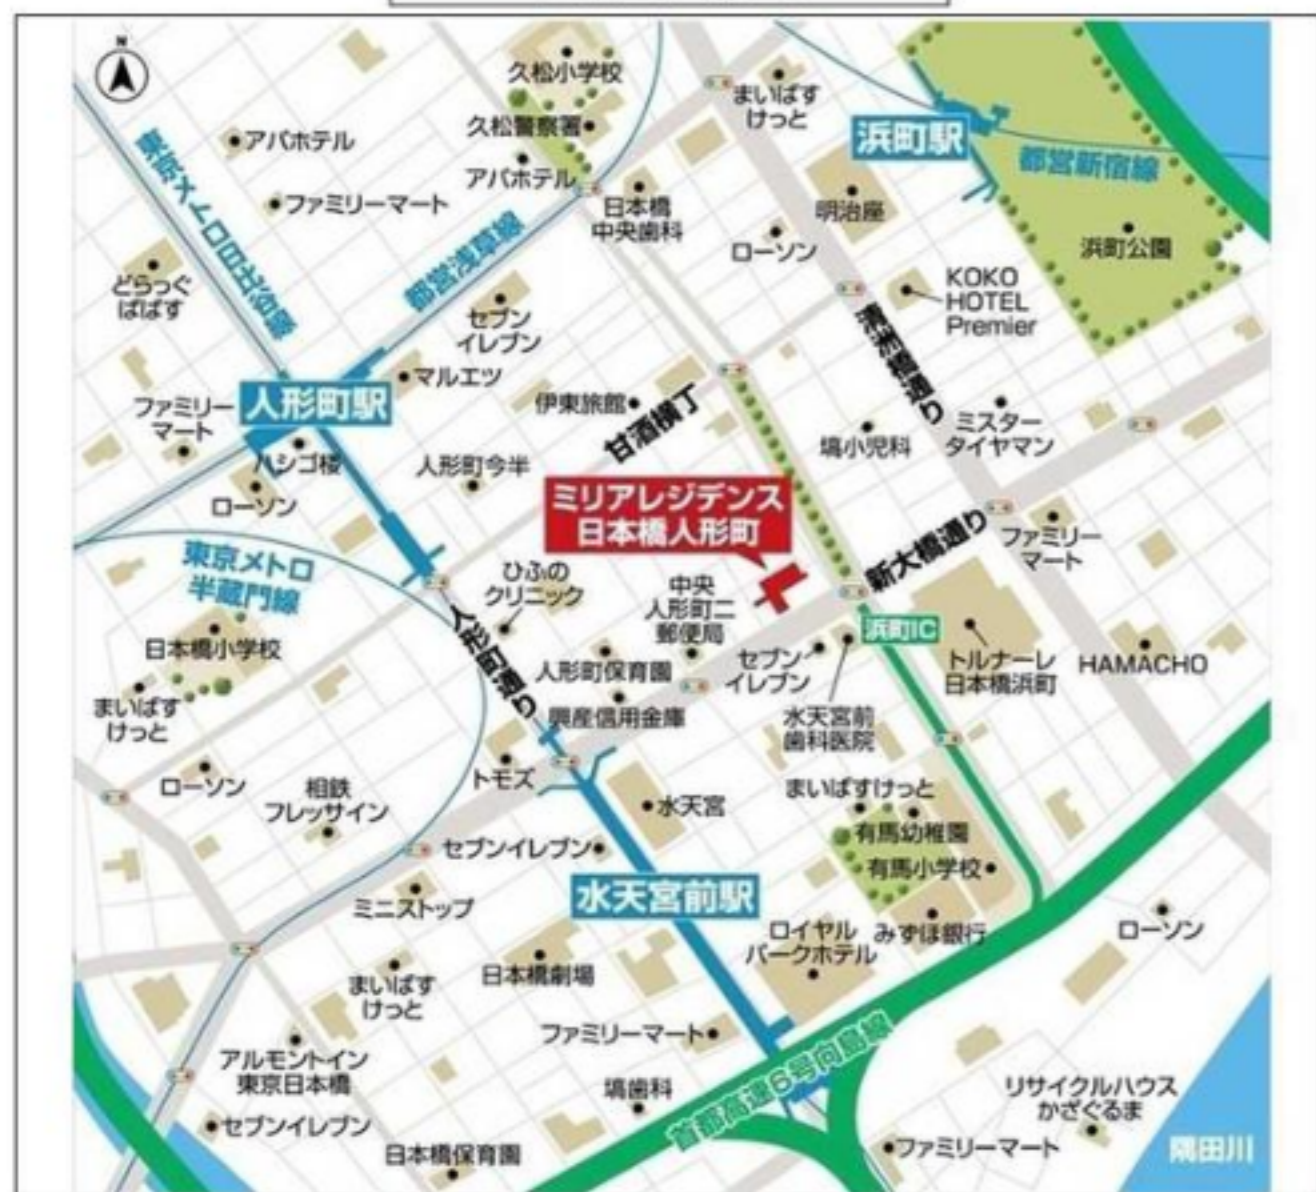 N
久松小学校
まいばす
けっと
アパホテル
久松警察署
浜町駅
都営新宿線
東京メトロ日比谷線
アパホテル
ファミリーマート
日本橋
中央歯科
明治座
ローソン
浜町公園
都営浅草線
どらっぐ
ぱぱす
KOKO
HOTEL
Premier
セブン
イレブン
清洲橋通り
マルエツ
人形町駅
ファミリー
マート
伊東旅館
甘酒横丁
ミスター
タイヤマン
塙小児科
ハシゴ楼
人形町今半
ローソン
ミリアレジデンス
日本橋人形町
新大橋通り
ファミリー
マート
東京メトロ
半蔵門線
ひふの
クリニック
中央
人形町二
郵便局
人形町通り
浜町IC
日本橋小学校
人形町保育園
セブン
イレブン
トルナーレ
日本橋浜町
HAMACHO
まいばす
けっと
興産信用金庫
水天宮前
歯科医院
トモズ
ローソン
相鉄
フレッサイン
水天宮
まいばすけっと
有馬幼稚園
セブンイレブン
有馬小学校
ミニストップ
水天宮前駅
ロイヤル
パークホテル
みずほ銀行
ローソン
日本橋劇場
まいばす
けっと
ファミリーマート
首都高速6号向島線
アルモントイン
東京日本橋
塙歯科
リサイクルハウス
かざぐるま
セブンイレブン
日本橋保育園
ファミリーマート
隅田川